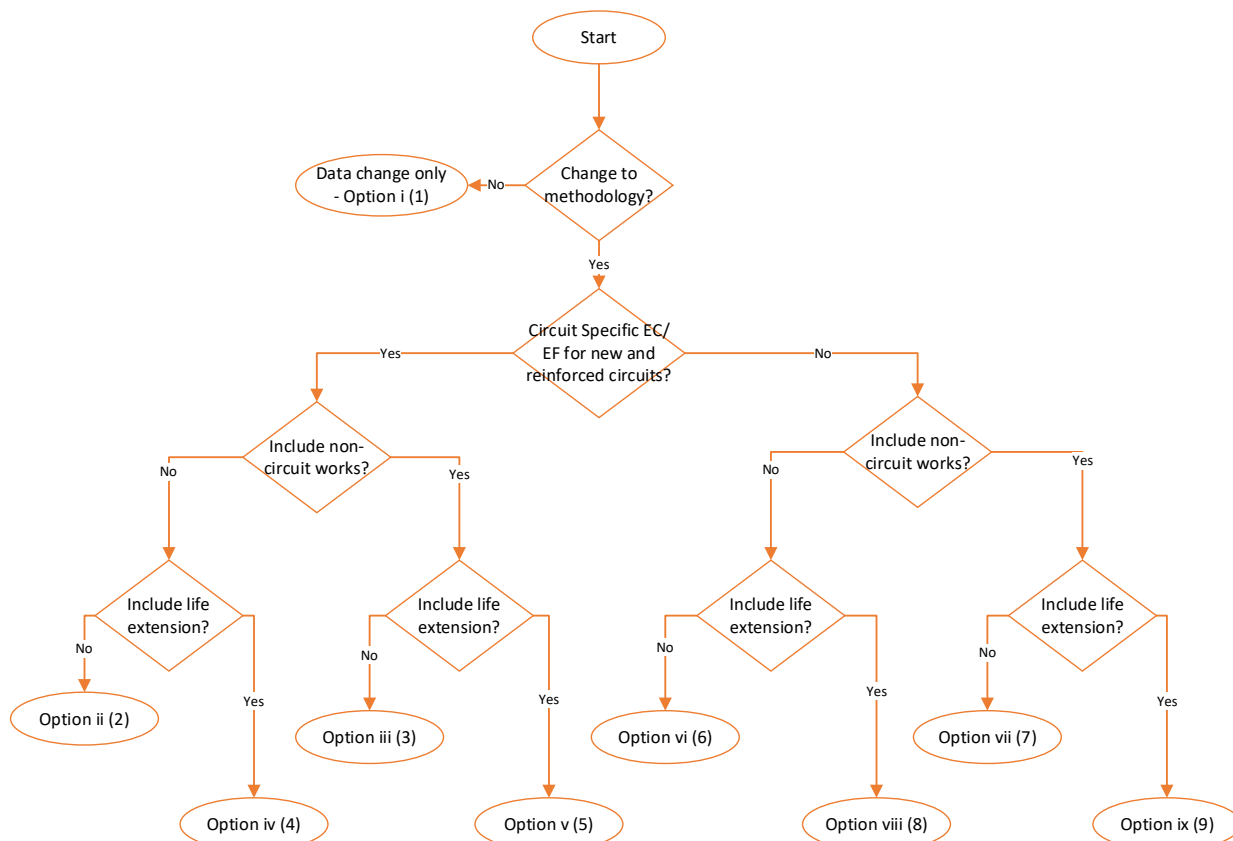 Start
Change to
methodology?
No
Data change only
- Option i (1)
Yes
Circuit Specific EC/
EF for new and
reinforced circuits?
Yes
No
Include non-
circuit works?
Include non-
circuit works?
No
Yes
No
Yes
Include life
extension?
Include life
extension?
Include life
extension?
Include life
extension?
No
Yes
No
Yes
No
Yes
No
Yes
Option ii (2)
Option iii (3)
Option vi (6)
Option vii (7)
Option iv (4)
Option v (5)
Option viii (8)
Option ix (9)